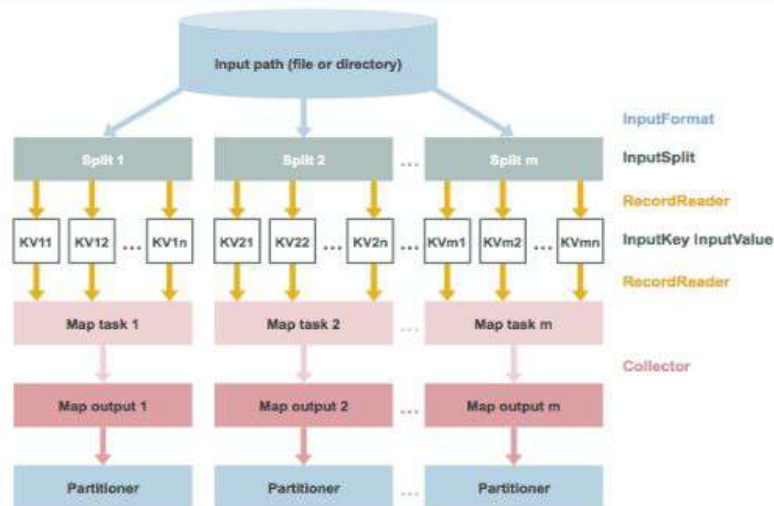 Input path (file or directory)
InputFormat
Split 1 Split 2 ... Split m InputSplit
RecordReader
KV11 KV12 ... KV1n KV21 KV22 ... KV2n ... KVm1 KVm2 ... KVmn InputKey InputValue
RecordReader
Map task 1 Map task 2 ... Map task m
Collector
Map output 1 Map output 2 ... Map output m
Partitioner Partitioner ... Partitioner